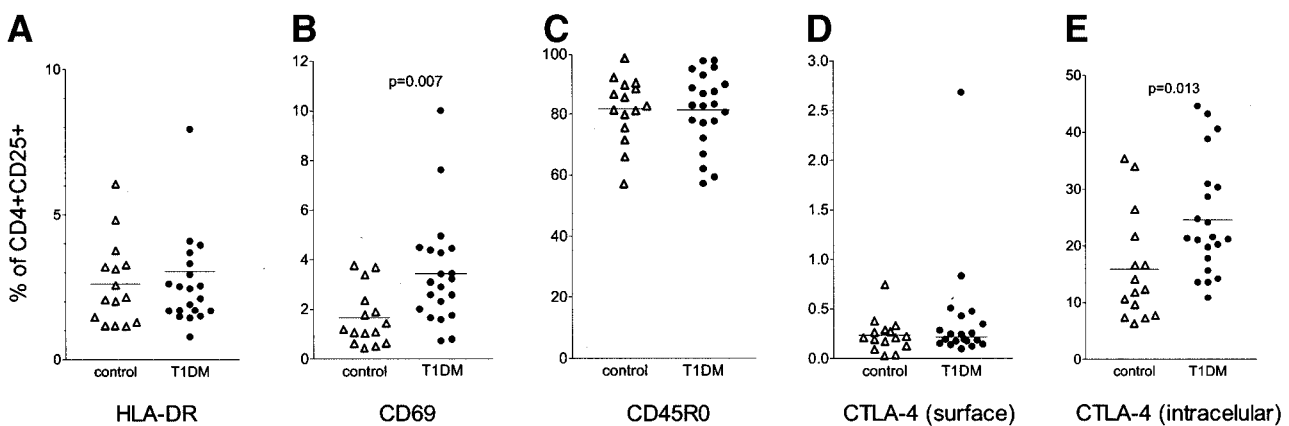 A
B
C
D
E
% of CD4+CD25+
10
5
0
control
T1DM
HLA-DR
12
10
8
6
4
2
0
p=0.007
control
T1DM
CD69
100
80
60
40
20
0
control
T1DM
CD45R0
3.0
2.5
2.0
1.5
1.0
0.5
0.0
control
T1DM
CTLA-4 (surface)
50
40
30
20
10
0
p=0.013
control
T1DM
CTLA-4 (intracelular)